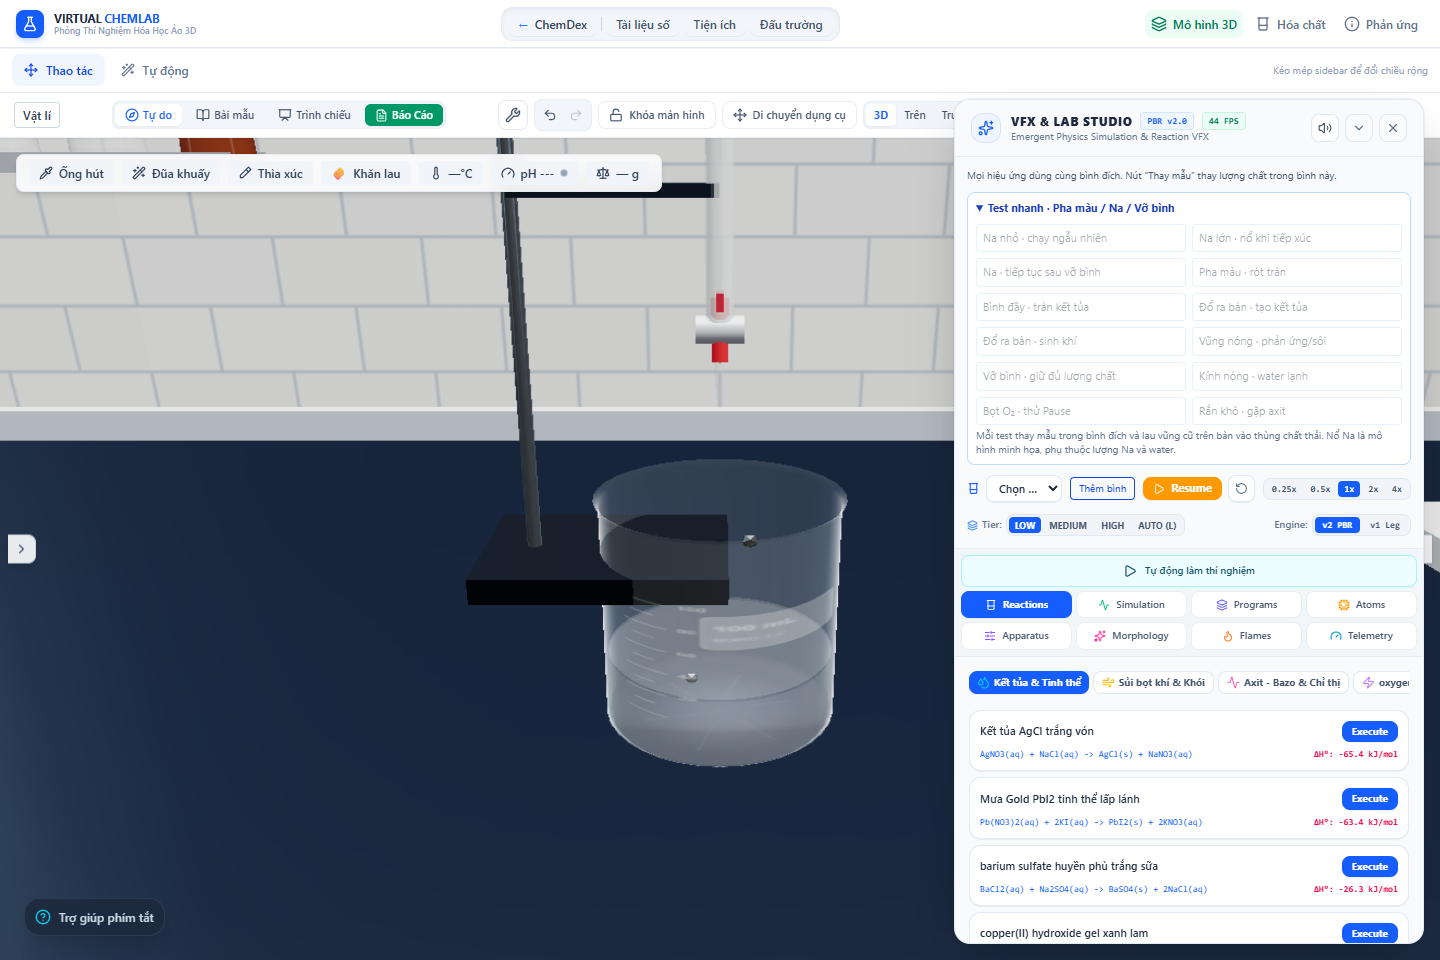 VIRTUAL CHEMLAB
Phòng Thí Nghiệm Hóa Học Ảo 3D
← ChemDex
Tài liệu số
Tiện ích
Đấu trường
Mô hình 3D
Hóa chất
Phản ứng
Thao tác
Tự động
Kéo mép sidebar để đổi chiều rộng
Vật lí
Tự do
Bài mẫu
Trình chiếu
Báo Cáo
Khóa màn hình
Di chuyển dụng cụ
3D
Trên
Ống hút
Đũa khuấy
Thìa xúc
Khăn lau
—°C
pH ---
— g
100 mL
VFX & LAB STUDIO
PBR v2.0
44 FPS
Emergent Physics Simulation & Reaction VFX
Mọi hiệu ứng dùng cùng bình đích. Nút "Thay mẫu" thay lượng chất trong bình này.
▼ Test nhanh · Pha màu / Na / Vỡ bình
Na nhỏ · chạy ngẫu nhiên
Na lớn · nổ khi tiếp xúc
Na · tiếp tục sau vỡ bình
Pha màu · rót tràn
Bình đầy · tràn kết tủa
Đổ ra bàn · tạo kết tủa
Đổ ra bàn · sinh khí
Vũng nóng · phản ứng/sôi
Vỡ bình · giữ đủ lượng chất
Kính nóng · water lạnh
Bọt O₂ · thử Pause
Rắn khô · gặp axit
Mỗi test thay mẫu trong bình đích và lau vũng cũ trên bàn vào thùng chất thải. Nổ Na là mô
hình minh họa, phụ thuộc lượng Na và water.
Chọn ...
Thêm bình
Resume
0.25x
0.5x
1x
2x
4x
Tier:
LOW
MEDIUM
HIGH
AUTO (L)
Engine:
v2 PBR
v1 Leg
Tự động làm thí nghiệm
Reactions
Simulation
Programs
Atoms
Apparatus
Morphology
Flames
Telemetry
Kết tủa & Tinh thể
Sủi bọt khí & Khói
Axit - Bazo & Chỉ thị
Kết tủa AgCl trắng vón
Execute
AgNO3(aq) + NaCl(aq) -> AgCl(s) + NaNO3(aq)
ΔHº: -65.4 kJ/mol
Mưa Gold PbI2 tinh thể lấp lánh
Execute
Pb(NO3)2(aq) + 2KI(aq) -> PbI2(s) + 2KNO3(aq)
ΔHº: -63.4 kJ/mol
barium sulfate huyền phù trắng sữa
Execute
BaCl2(aq) + Na2SO4(aq) -> BaSO4(s) + 2NaCl(aq)
ΔHº: -26.3 kJ/mol
copper(II) hydroxide gel xanh lam
Execute
Trợ giúp phím tắt